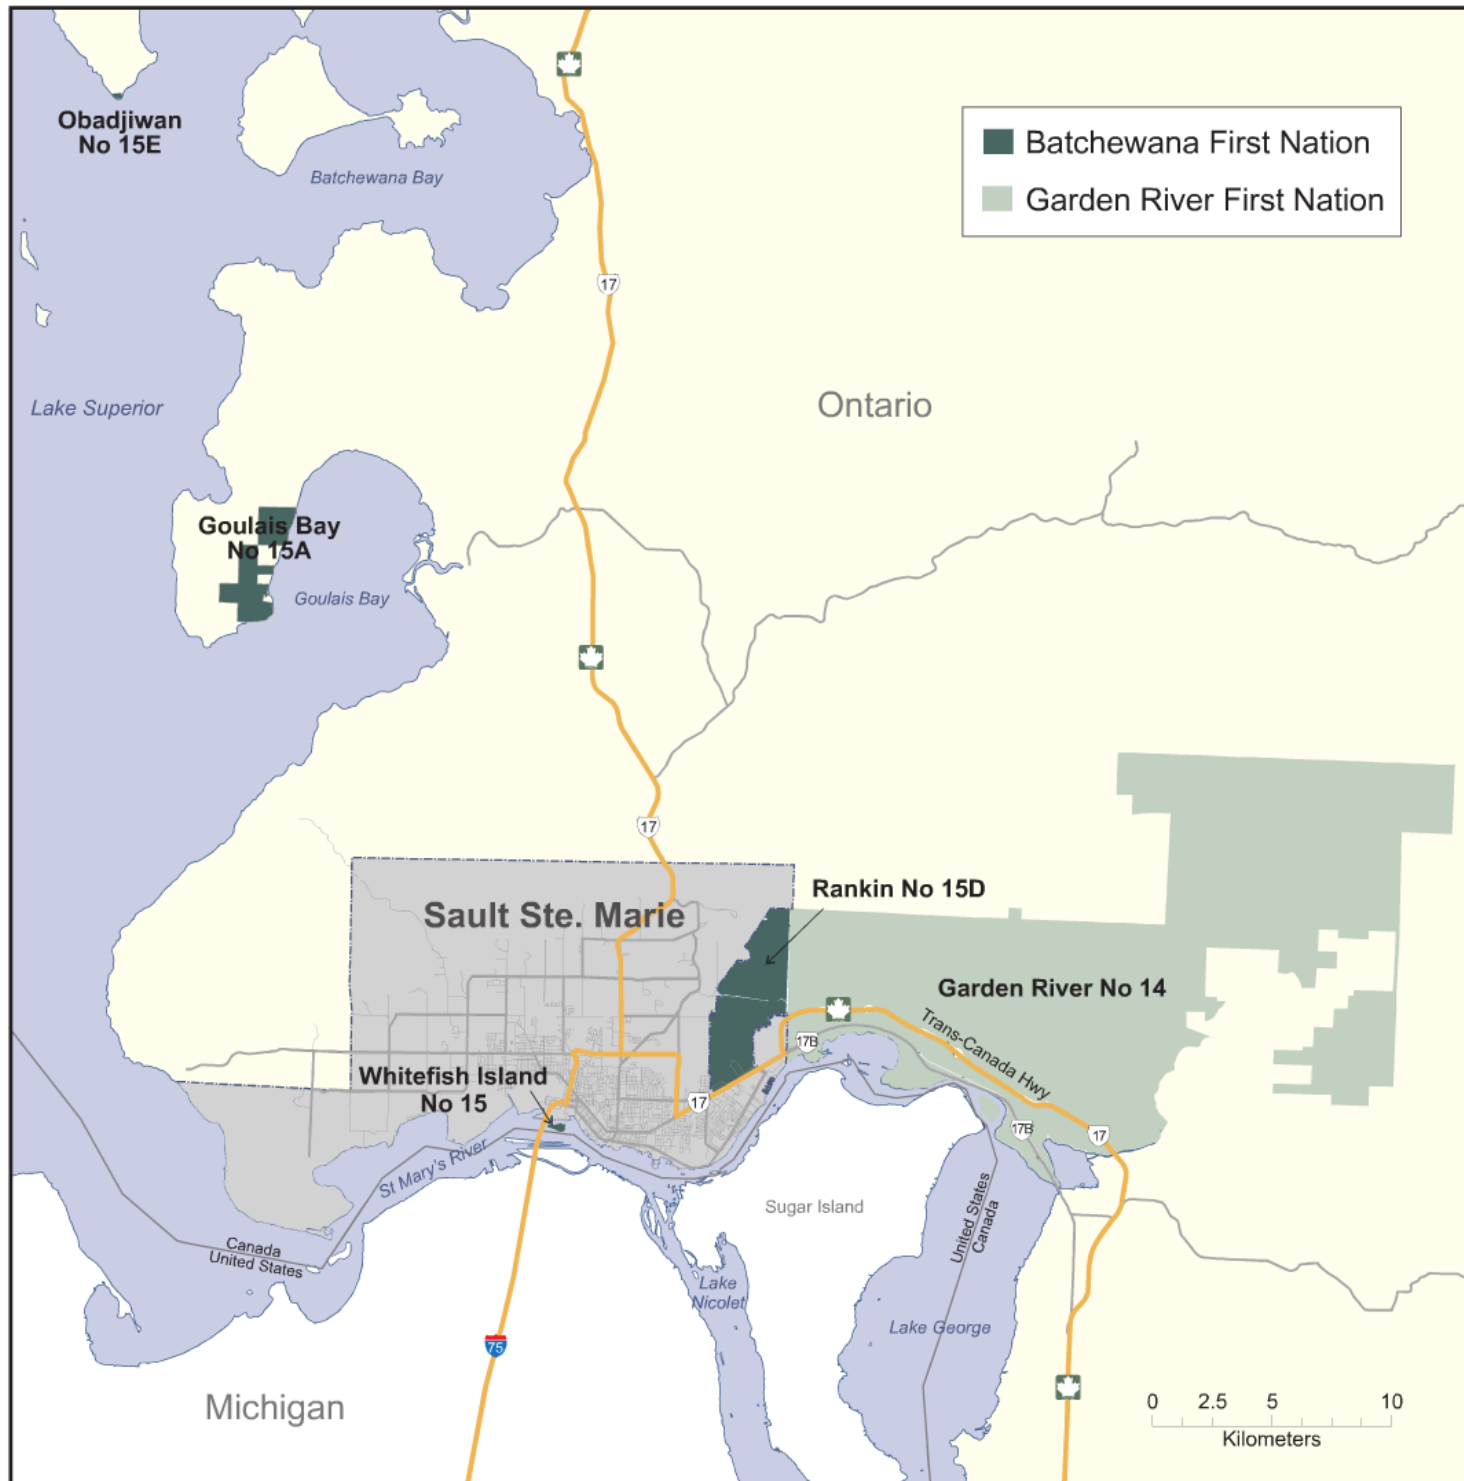 Obadjiwan
No 15E
Batchewana Bay
Batchewana First Nation
Garden River First Nation
17
Lake Superior
Ontario
Goulais Bay
No 15A
Goulais Bay
17
Rankin No 15D
Sault Ste. Marie
Garden River No 14
Trans-Canada Hwy
17B
Whitefish Island
No 15
17
17B
17
St Mary's River
Sugar Island
United States
Canada
Canada
United States
Lake
Nicolet
Lake George
75
Michigan
0 2.5 5 10
Kilometers